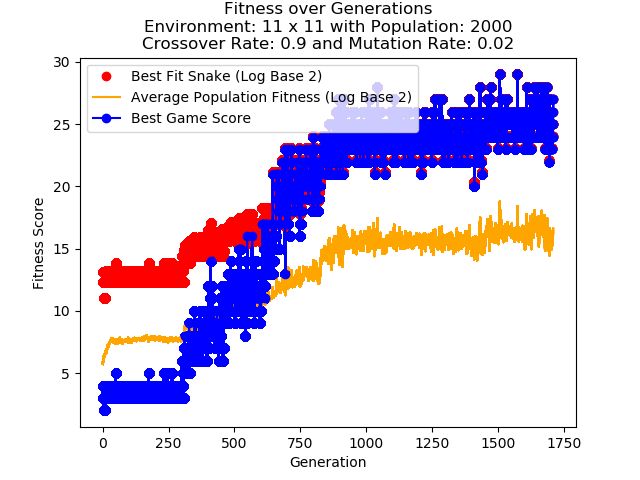 Fitness over Generations
Environment: 11 x 11 with Population: 2000
Crossover Rate: 0.9 and Mutation Rate: 0.02
Best Fit Snake (Log Base 2)
Average Population Fitness (Log Base 2)
Best Game Score
Fitness Score
30
25
20
15
10
5
0
250
500
750
1000
1250
1500
1750
Generation